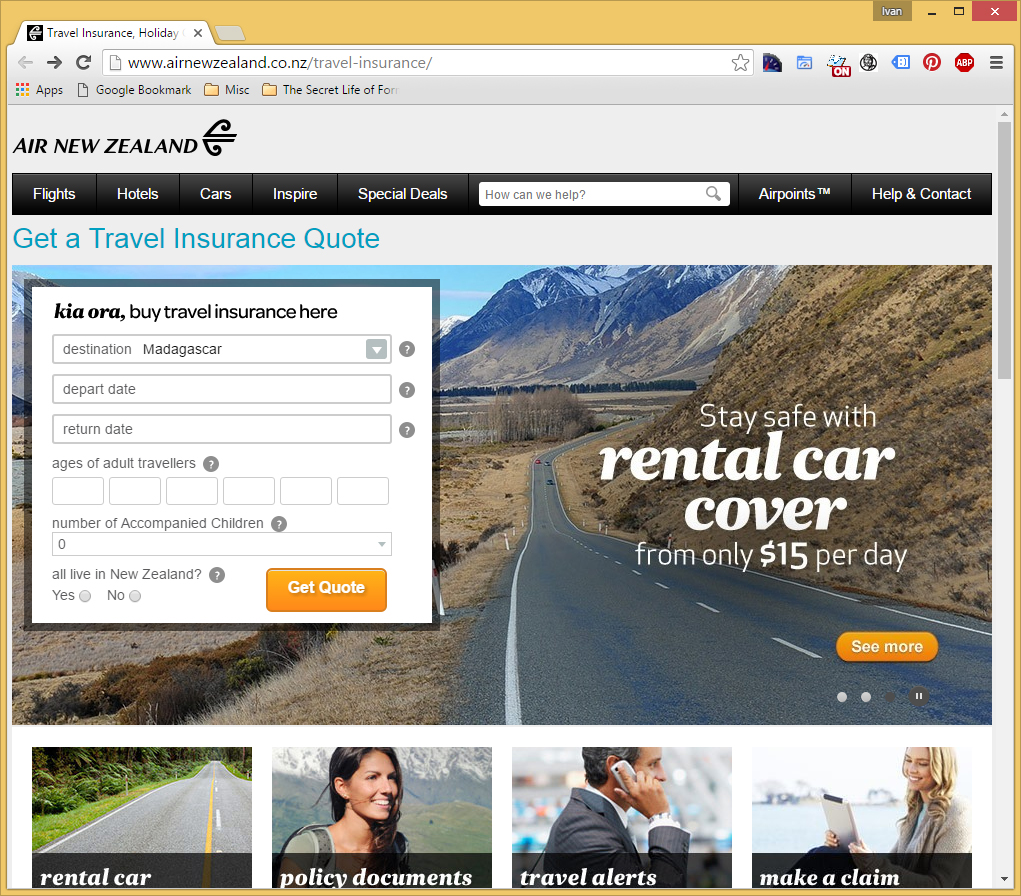 Ivan
Travel Insurance, Holiday
www.airnewzealand.co.nz/travel-insurance/
ON
ABP
Apps
Google Bookmark
Misc
The Secret Life of For
AIR NEW ZEALAND
Flights
Hotels
Cars
Inspire
Special Deals
How can we help?
Airpoints™
Help & Contact
Get a Travel Insurance Quote
kia ora, buy travel insurance here
destination Madagascar
?
depart date
?
return date
?
ages of adult travellers ?
number of Accompanied Children ?
0
all live in New Zealand? ?
Yes No
Get Quote
Stay safe with
rental car
cover
from only $15 per day
See more
rental car
policy documents
travel alerts
make a claim